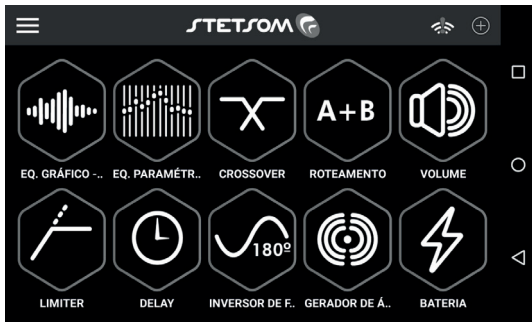 STETSOM
A+B
EQ. GRÁFICO -..
EQ. PARAMÉTR..
CROSSOVER
ROTEAMENTO
VOLUME
180º
LIMITER
DELAY
INVERSOR DE F..
GERADOR DE Á..
BATERIA